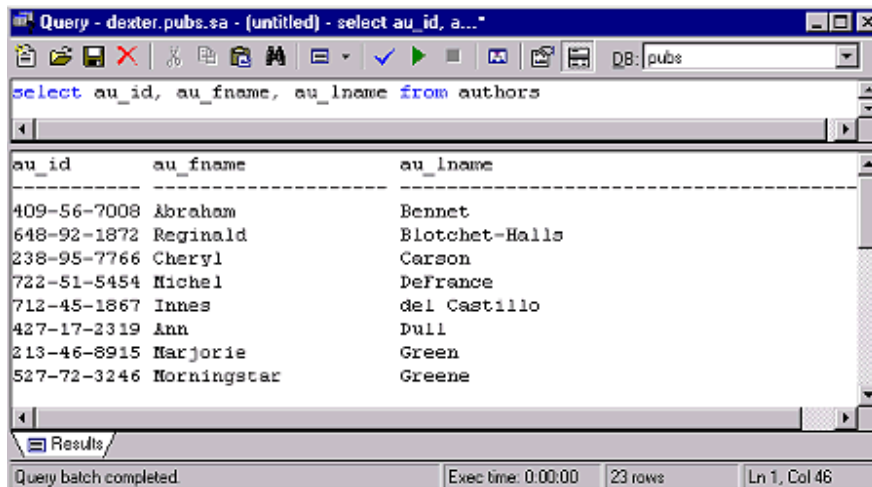 Query - dexter.pubs.sa - (untitled) - select au_id, a...*
DB: pubs
select au_id, au_fname, au_lname from authors
au_id au_fname au_lname
----------- -------------------- ----------------------------------------
409-56-7008 Abraham Bennet
648-92-1872 Reginald Blotchet-Halls
238-95-7766 Cheryl Carson
722-51-5454 Michel DeFrance
712-45-1867 Innes del Castillo
427-17-2319 Ann Dull
213-46-8915 Marjorie Green
527-72-3246 Morningstar Greene
Results
Query batch completed. Exec time: 0:00:00 23 rows Ln 1, Col 46